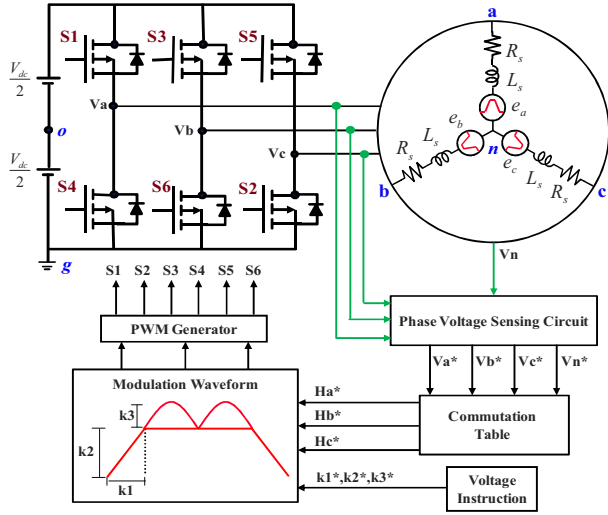 S1
S3
S5
a
R_s
L_s
V_dc/2
Va
e_a
o
Vb
e_b
n
L_s
R_s
V_dc/2
Vc
e_c
L_s
R_s
S4
S6
S2
b
c
g
Vn
S1 S2 S3 S4 S5 S6
PWM Generator
Phase Voltage Sensing Circuit
Va* Vb* Vc* Vn*
Modulation Waveform
Ha*
k3
Hb*
Commutation
Table
k2
Hc*
k1
k1*,k2*,k3*
Voltage
Instruction